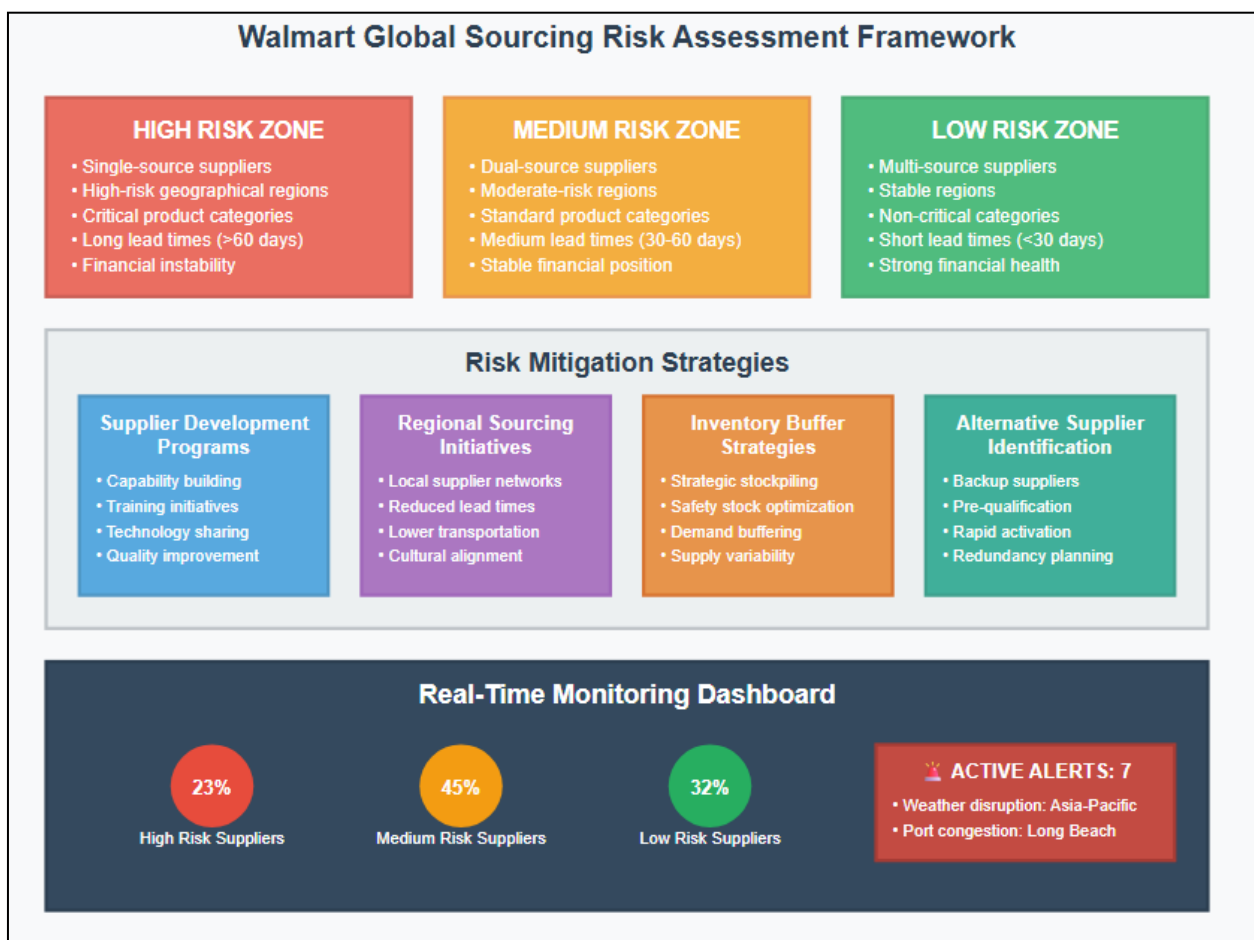 Walmart Global Sourcing Risk Assessment Framework
HIGH RISK ZONE
• Single-source suppliers
• High-risk geographical regions
• Critical product categories
• Long lead times (>60 days)
• Financial instability
MEDIUM RISK ZONE
• Dual-source suppliers
• Moderate-risk regions
• Standard product categories
• Medium lead times (30-60 days)
• Stable financial position
LOW RISK ZONE
• Multi-source suppliers
• Stable regions
• Non-critical categories
• Short lead times (<30 days)
• Strong financial health
Risk Mitigation Strategies
Supplier Development
Programs
• Capability building
• Training initiatives
• Technology sharing
• Quality improvement
Regional Sourcing
Initiatives
• Local supplier networks
• Reduced lead times
• Lower transportation
• Cultural alignment
Inventory Buffer
Strategies
• Strategic stockpiling
• Safety stock optimization
• Demand buffering
• Supply variability
Alternative Supplier
Identification
• Backup suppliers
• Pre-qualification
• Rapid activation
• Redundancy planning
Real-Time Monitoring Dashboard
23%
High Risk Suppliers
45%
Medium Risk Suppliers
32%
Low Risk Suppliers
🚨 ACTIVE ALERTS: 7
• Weather disruption: Asia-Pacific
• Port congestion: Long Beach